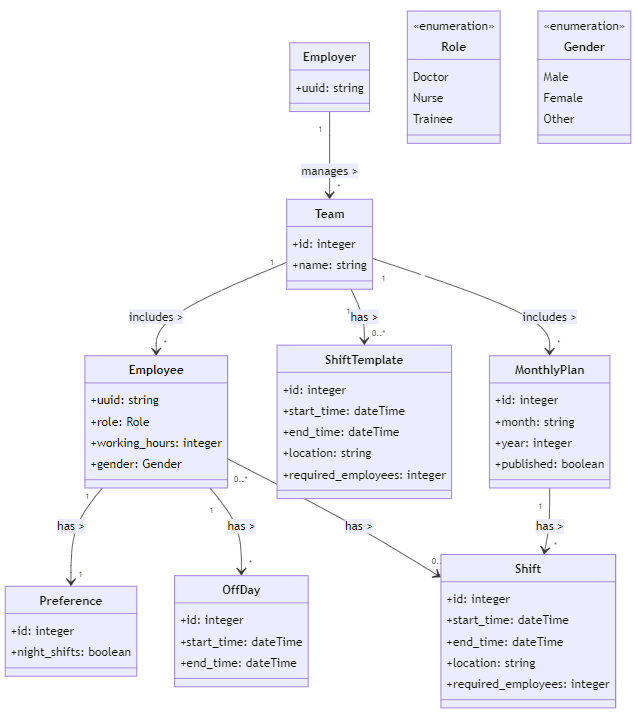 «enumeration»
Role
Doctor
Nurse
Trainee
«enumeration»
Gender
Male
Female
Other
Employer
+uuid: string
1
manages >
*
Team
+id: integer
+name: string
1
1
1
includes >
has >
includes >
*
0..*
*
Employee
+uuid: string
+role: Role
+working_hours: integer
+gender: Gender
ShiftTemplate
+id: integer
+start_time: dateTime
+end_time: dateTime
+location: string
+required_employees: integer
MonthlyPlan
+id: integer
+month: string
+year: integer
+published: boolean
1
1
0..*
1
has >
has >
has >
has >
1
*
0..
*
Preference
+id: integer
+night_shifts: boolean
OffDay
+id: integer
+start_time: dateTime
+end_time: dateTime
Shift
+id: integer
+start_time: dateTime
+end_time: dateTime
+location: string
+required_employees: integer